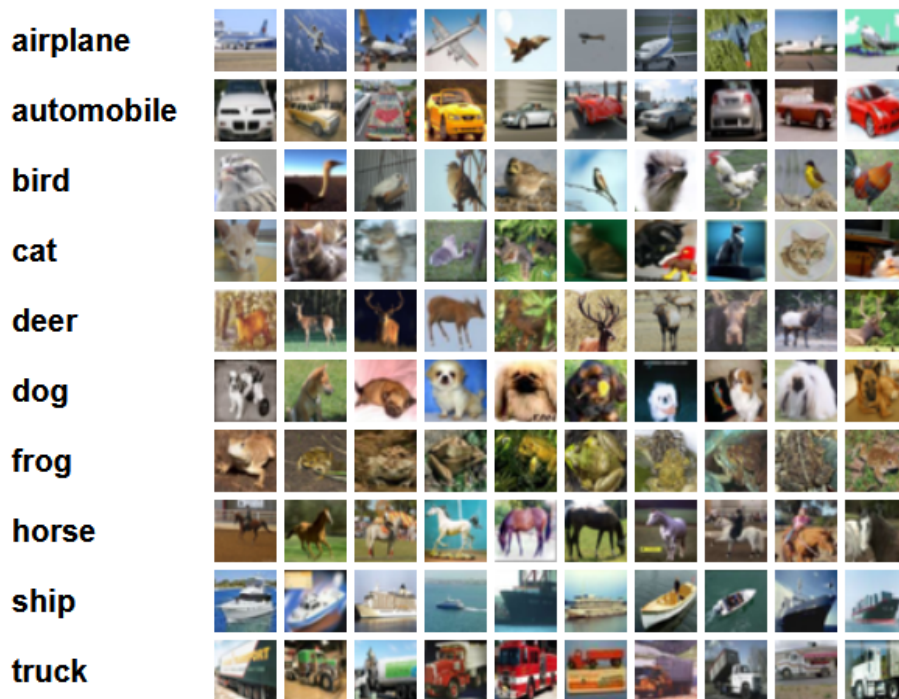 airplane
automobile
bird
cat
deer
dog
frog
horse
ship
truck